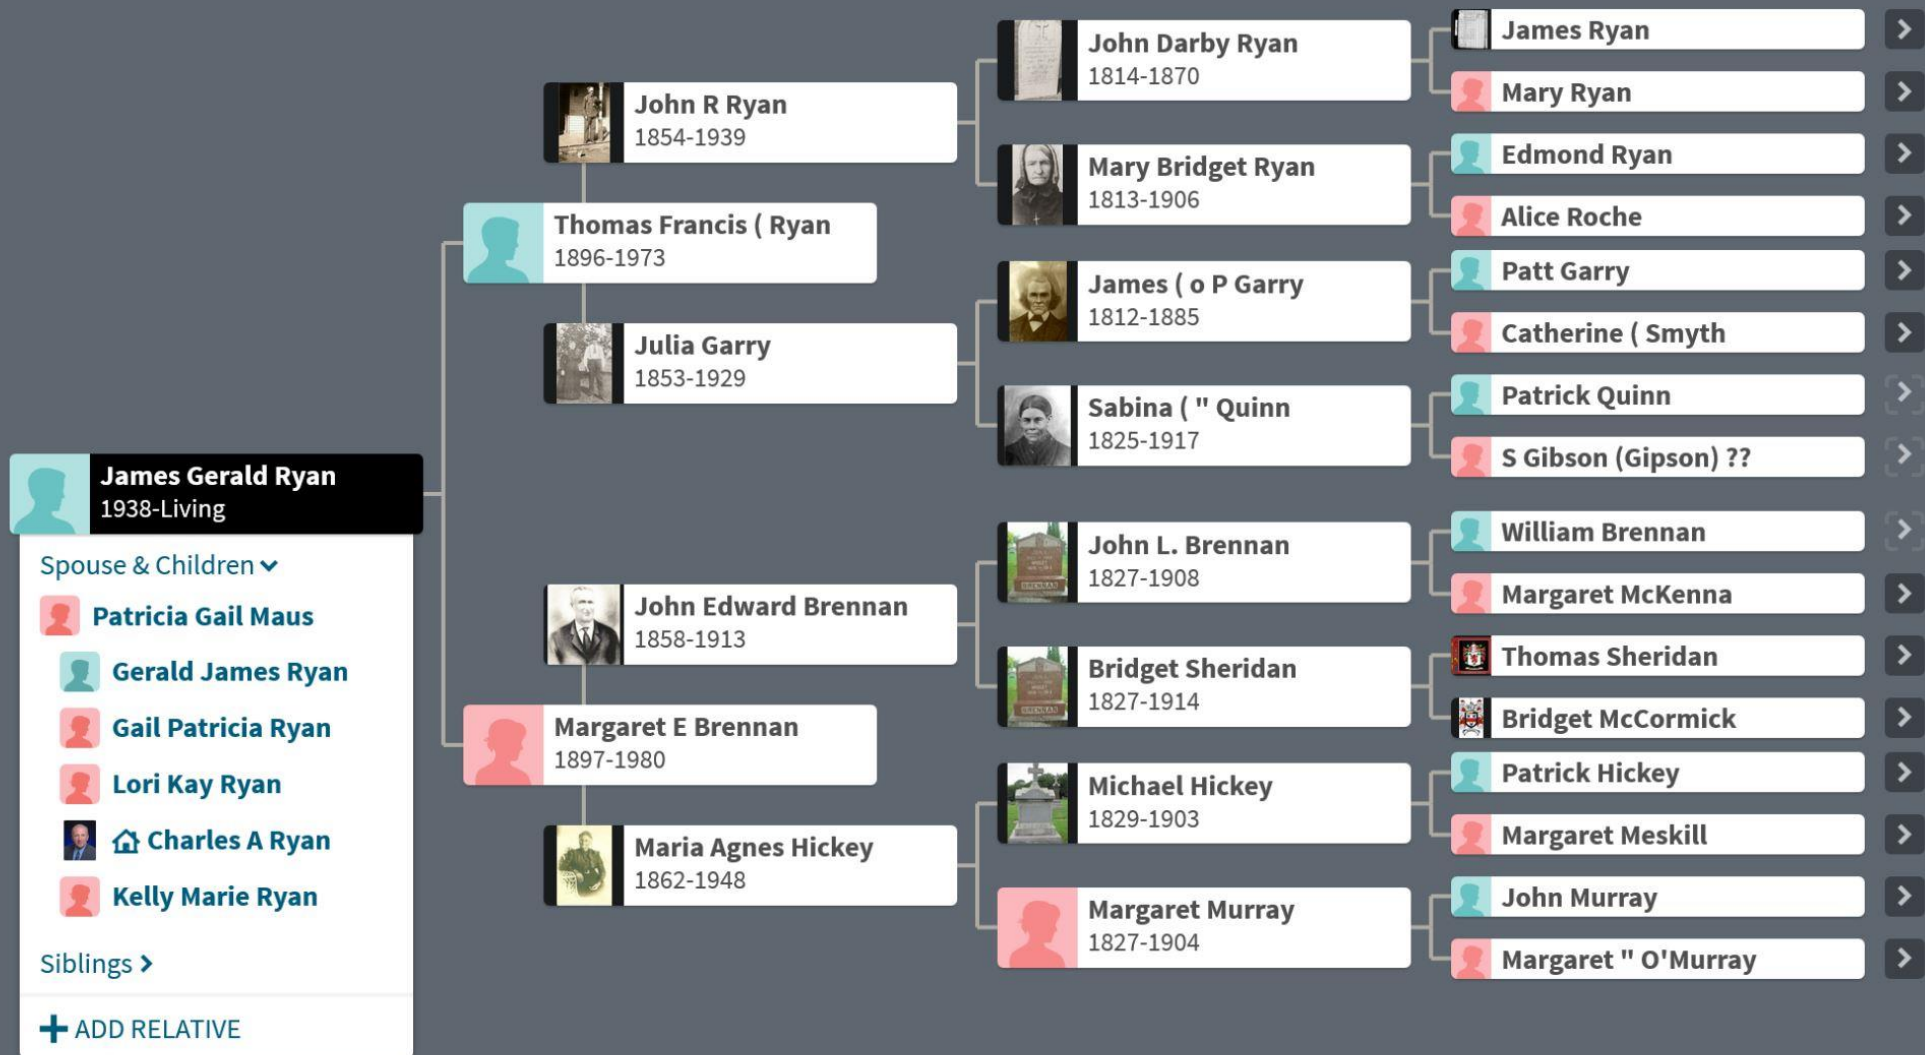 James Gerald Ryan
1938-Living
Spouse & Children
Patricia Gail Maus
Gerald James Ryan
Gail Patricia Ryan
Lori Kay Ryan
Charles A Ryan
Kelly Marie Ryan
Siblings
ADD RELATIVE
John R Ryan
1854-1939
Thomas Francis ( Ryan
1896-1973
Julia Garry
1853-1929
John Edward Brennan
1858-1913
Margaret E Brennan
1897-1980
Maria Agnes Hickey
1862-1948
John Darby Ryan
1814-1870
Mary Bridget Ryan
1813-1906
James ( o P Garry
1812-1885
Sabina ( " Quinn
1825-1917
John L. Brennan
1827-1908
Bridget Sheridan
1827-1914
Michael Hickey
1829-1903
Margaret Murray
1827-1904
James Ryan
Mary Ryan
Edmond Ryan
Alice Roche
Patt Garry
Catherine ( Smyth
Patrick Quinn
S Gibson (Gipson) ??
William Brennan
Margaret McKenna
Thomas Sheridan
Bridget McCormick
Patrick Hickey
Margaret Meskill
John Murray
Margaret " O'Murray